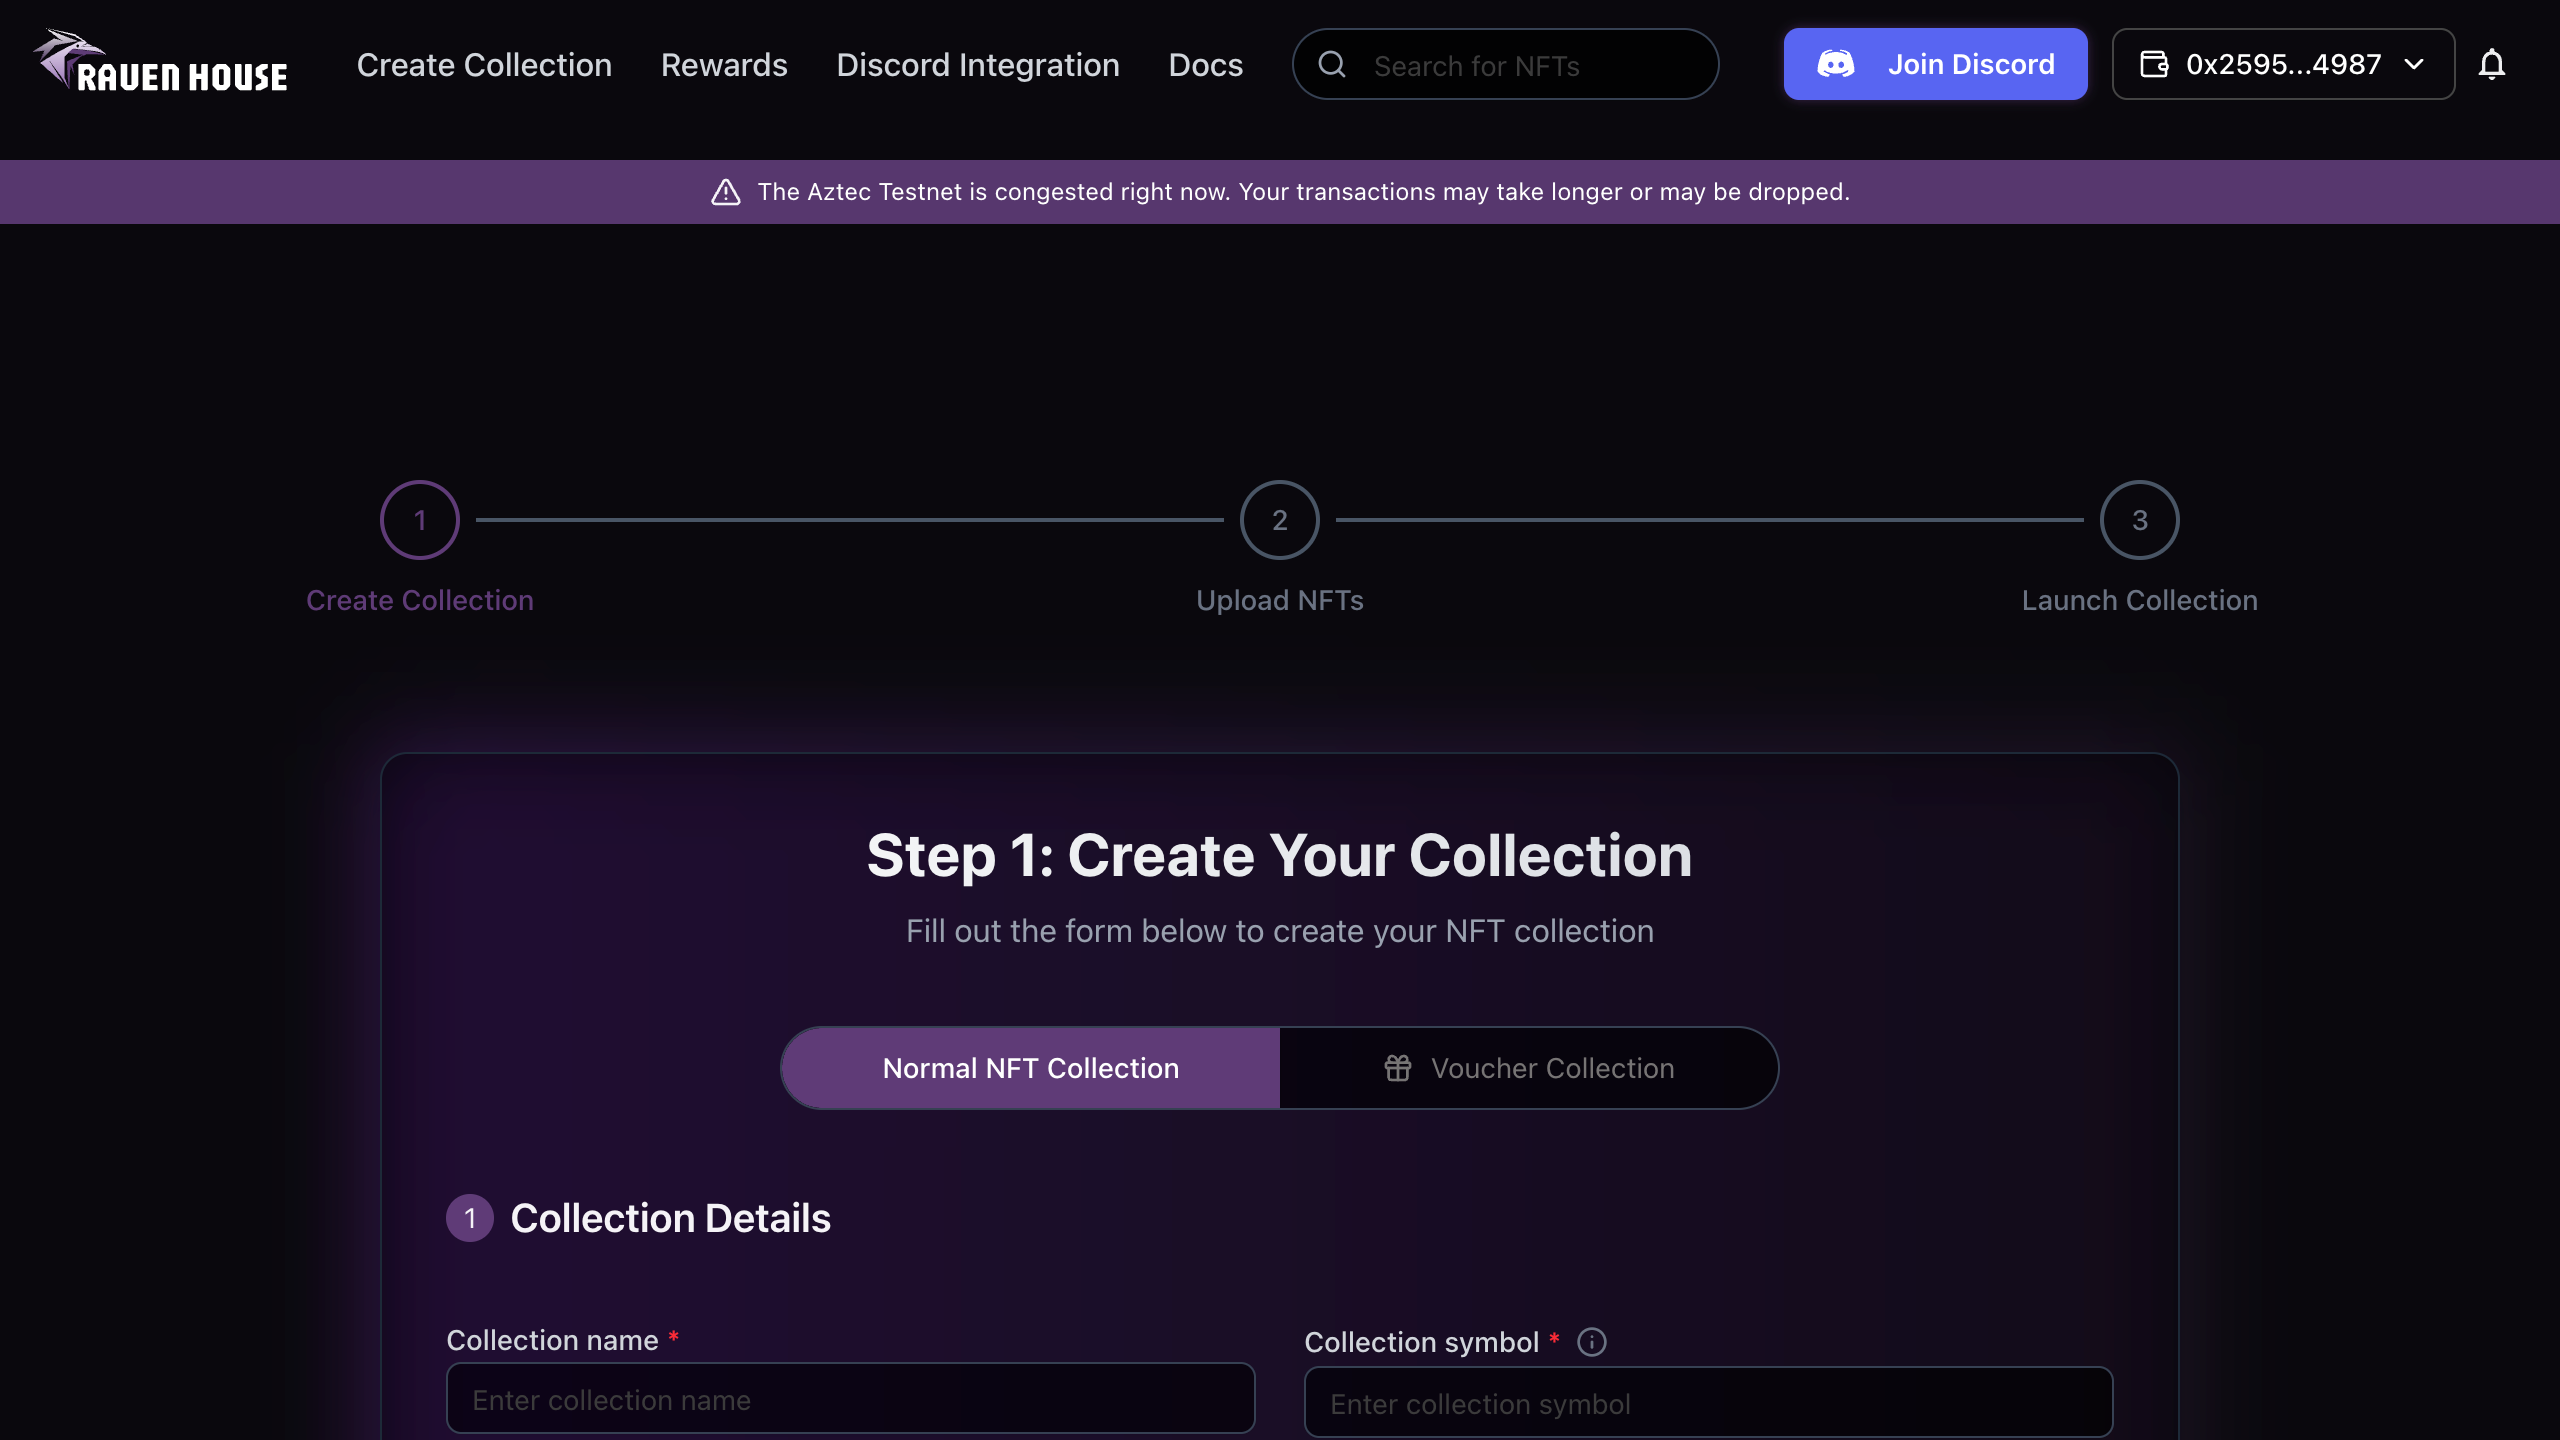 RAVEN HOUSE
Create Collection
Rewards
Discord Integration
Docs
Search for NFTs
Join Discord
0x2595...4987
The Aztec Testnet is congested right now. Your transactions may take longer or may be dropped.
1
2
3
Create Collection
Upload NFTs
Launch Collection
Step 1: Create Your Collection
Fill out the form below to create your NFT collection
Normal NFT Collection
Voucher Collection
1 Collection Details
Collection name *
Collection symbol *
Enter collection name
Enter collection symbol